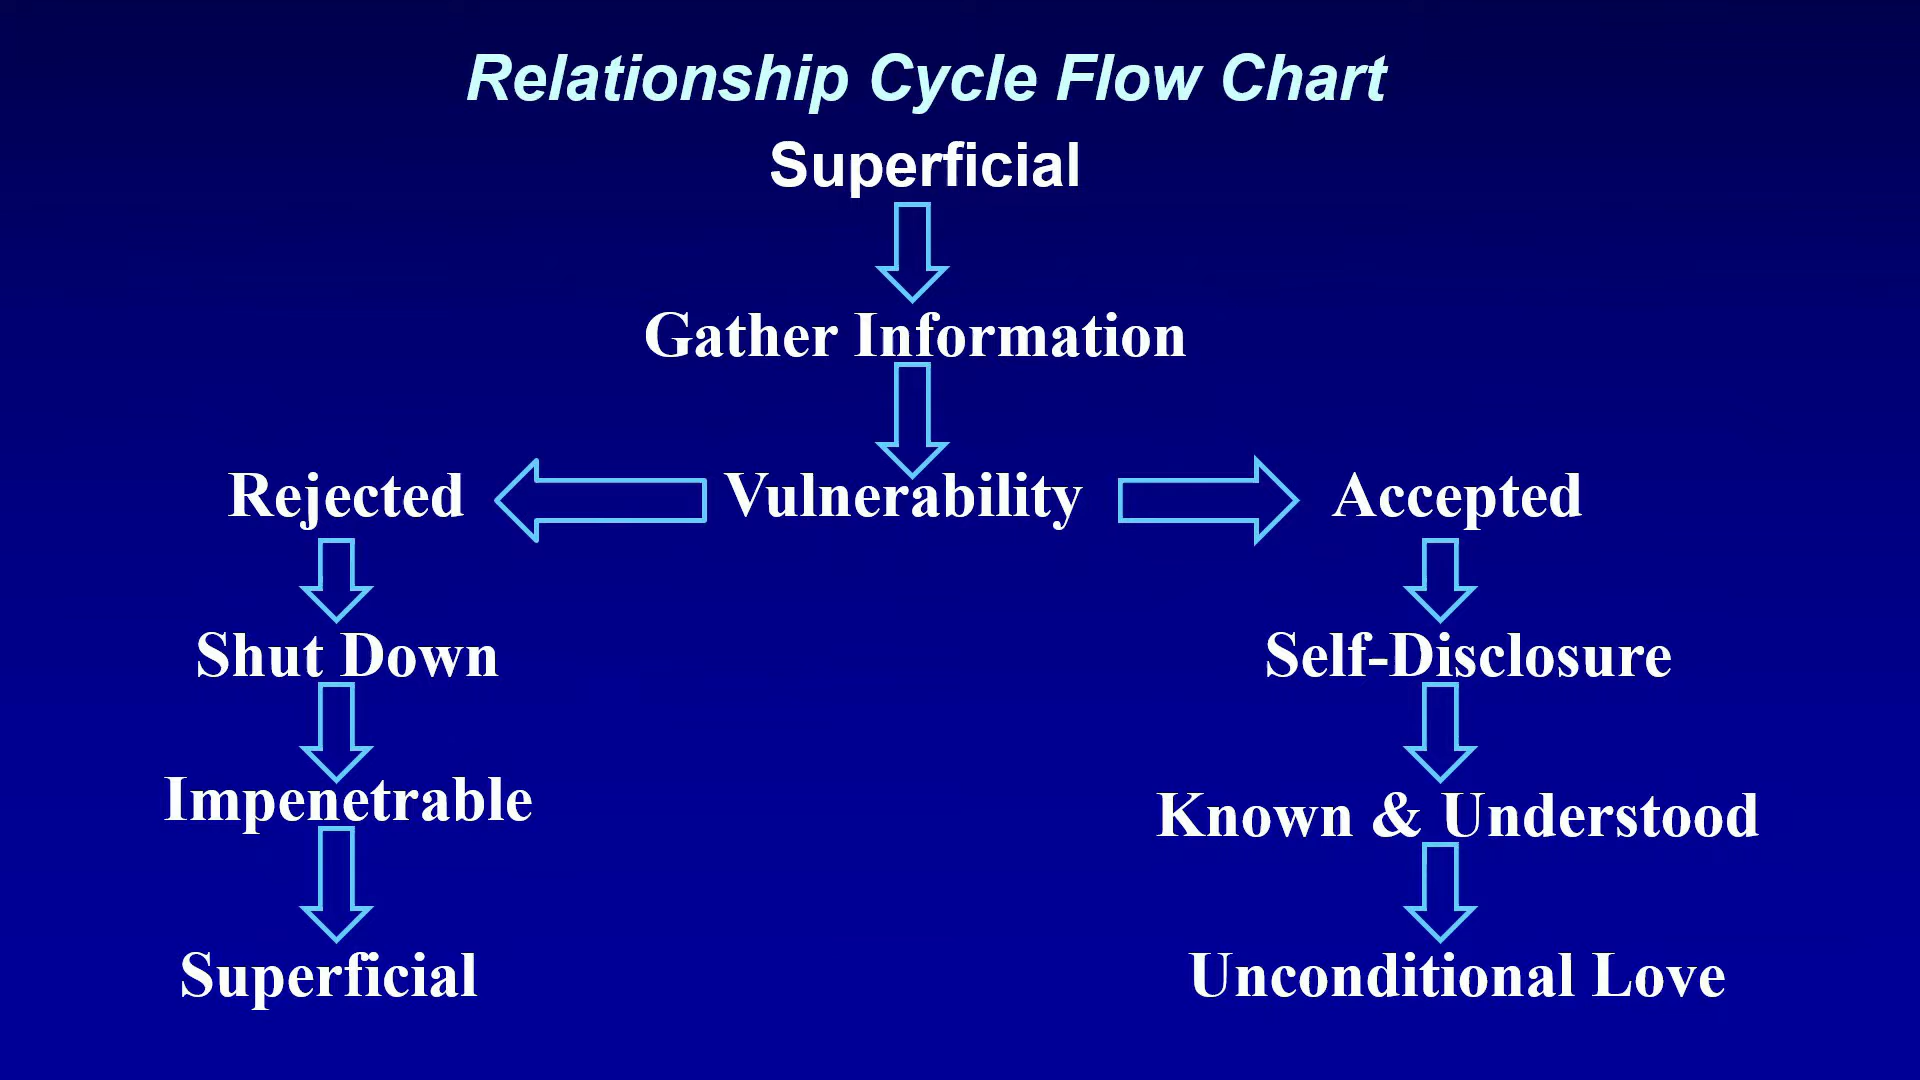 Relationship Cycle Flow Chart
Superficial
Gather Information
Rejected Vulnerability Accepted
Shut Down Self-Disclosure
Impenetrable Known & Understood
Superficial Unconditional Love